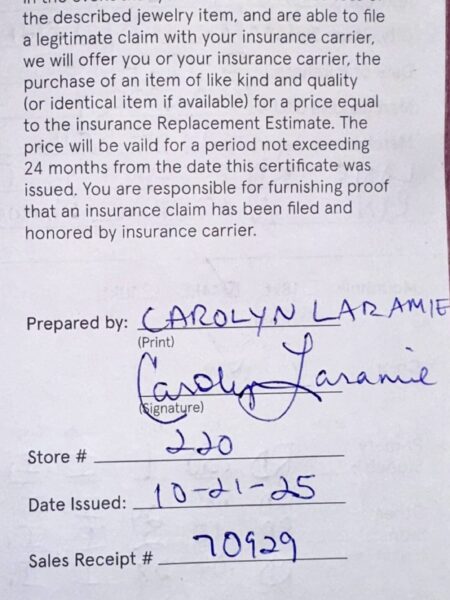 the described jewelry item, and are able to file
a legitimate claim with your insurance carrier,
we will offer you or your insurance carrier, the
purchase of an item of like kind and quality
(or identical item if available) for a price equal
to the insurance Replacement Estimate. The
price will be vaild for a period not exceeding
24 months from the date this certificate was
issued. You are responsible for furnishing proof
that an insurance claim has been filed and
honored by insurance carrier.
Prepared by: CAROLYN LARAMIE
(Print)
Carolyn Laramie
(Signature)
Store # 220
Date Issued: 10-21-25
Sales Receipt # 70929